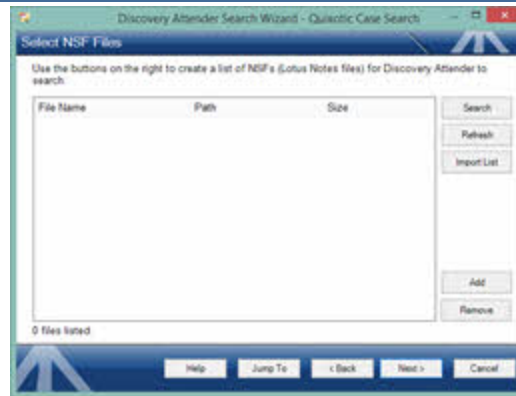 Discovery Attender Search Wizard - Quixotic Case Search
Select NSF Files
Use the buttons on the right to create a list of NSFs (Lotus Notes files) for Discovery Attender to
search:
File Name Path Size
Search
Refresh
Import List
Add
Remove
0 files listed
Help Jump To < Back Next > Cancel